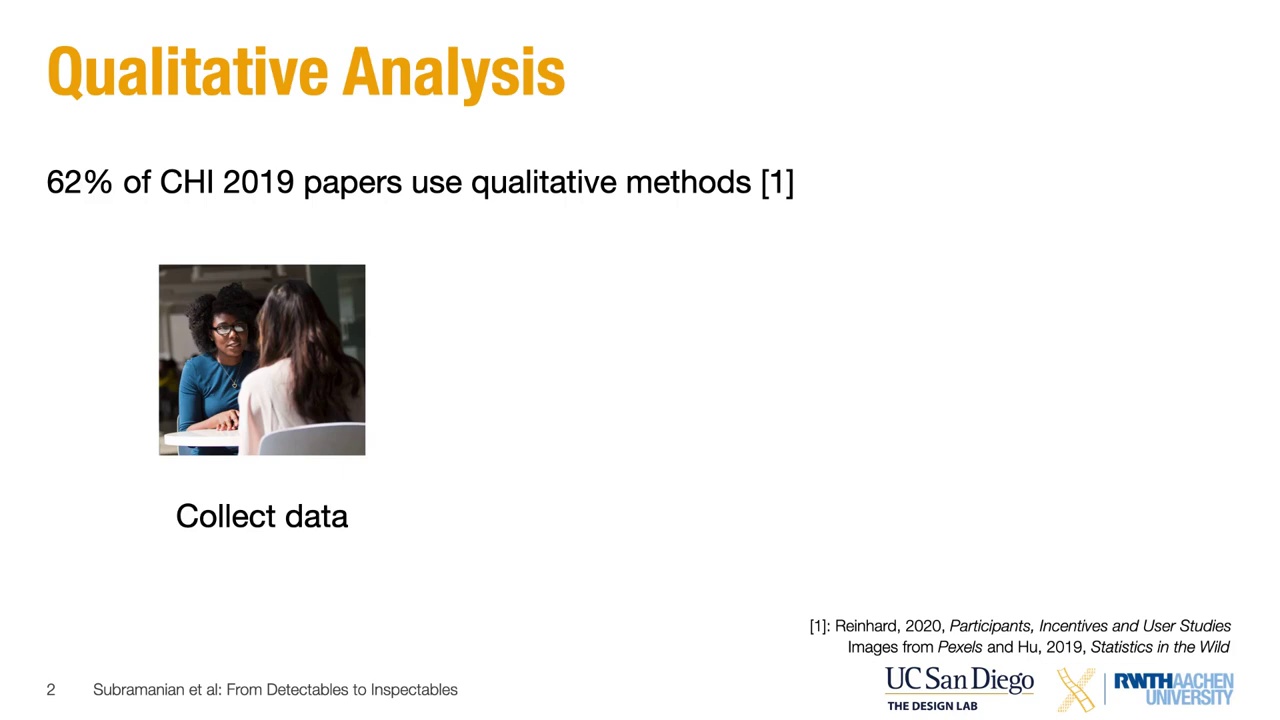 Qualitative Analysis
62% of CHI 2019 papers use qualitative methods [1]
Collect data
[1]: Reinhard, 2020, Participants, Incentives and User Studies
Images from Pexels and Hu, 2019, Statistics in the Wild
2 Subramanian et al: From Detectables to Inspectables
UC San Diego
THE DESIGN LAB
RWTHAACHEN
UNIVERSITY